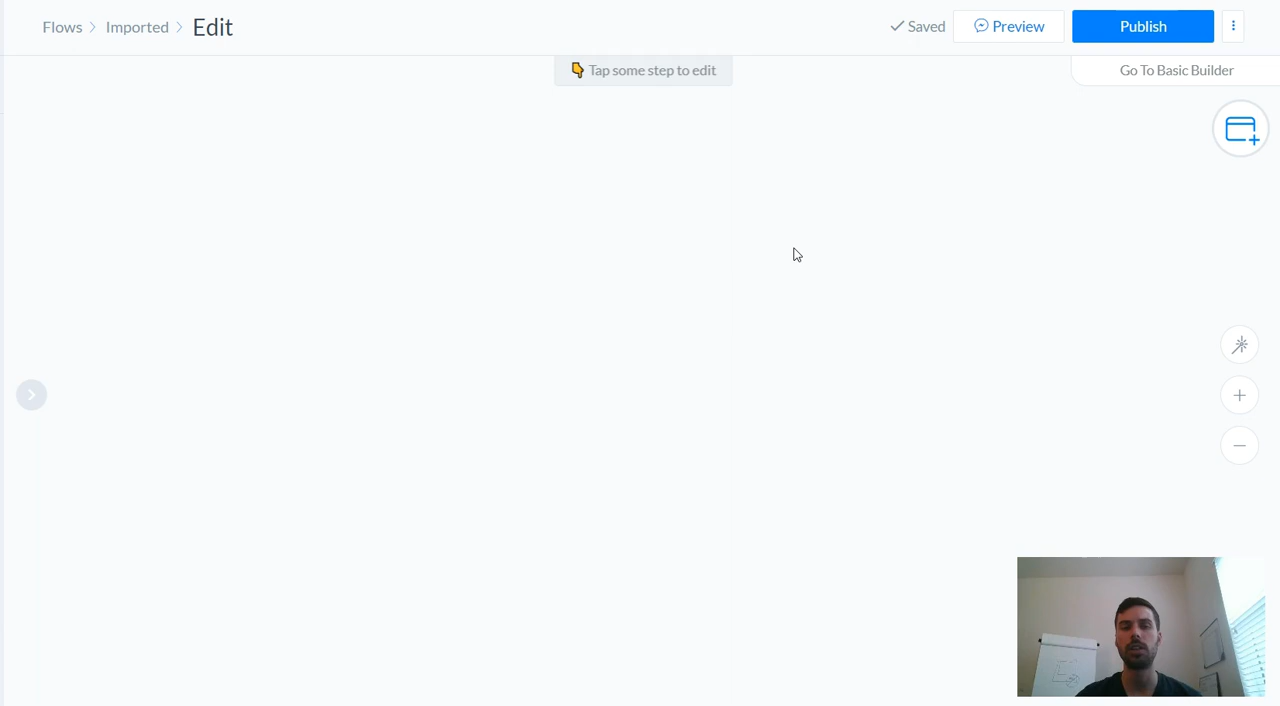 Flows > Imported > Edit
Saved
Preview
Publish
Tap some step to edit
Go To Basic Builder